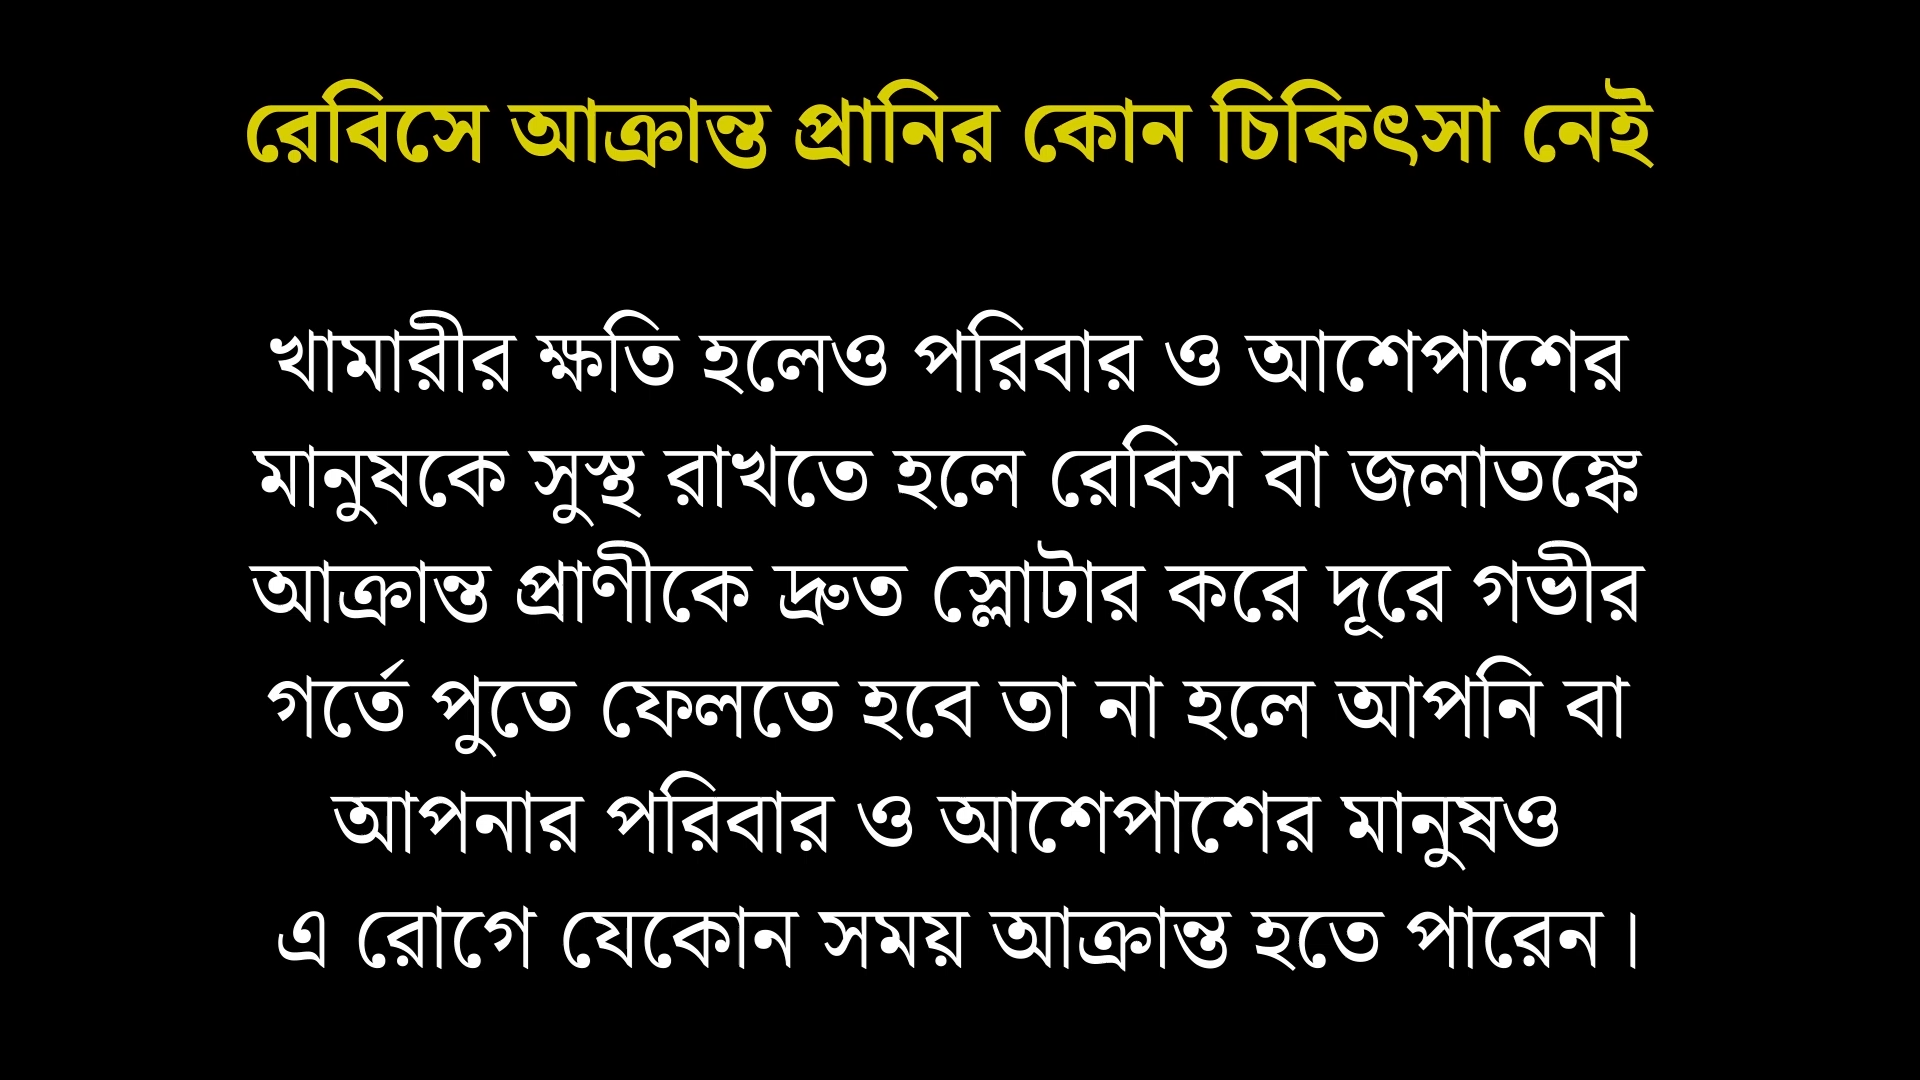 রেবিসে আক্রান্ত প্রানির কোন চিকিৎসা নেই
খামারীর ক্ষতি হলেও পরিবার ও আশেপাশের
মানুষকে সুস্থ রাখতে হলে রেবিস বা জলাতঙ্কে
আক্রান্ত প্রাণীকে দ্রুত স্লোটার করে দূরে গভীর
গর্তে পুতে ফেলতে হবে তা না হলে আপনি বা
আপনার পরিবার ও আশেপাশের মানুষও
এ রোগে যেকোন সময় আক্রান্ত হতে পারেন।